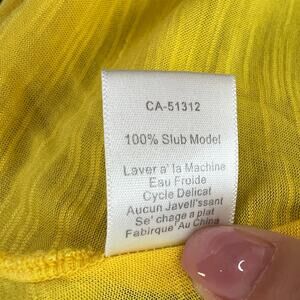 CA-51312
100% Slub Model
Laver a' la Machine
Eau Froide
Cycle Delicat
Aucun Javell'ssant
Se' chage a plat
Fabrique' Au China